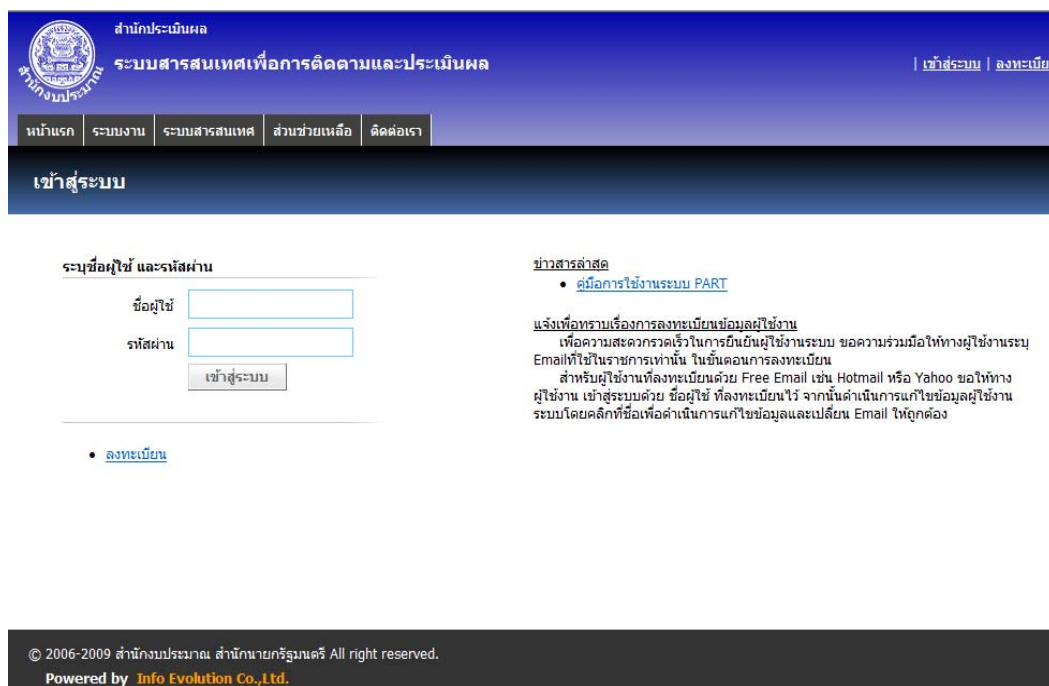 สำนักประเมินผล
ระบบสารสนเทศเพื่อการติดตามและประเมินผล
สำนักงบประมาณ
| เข้าสู่ระบบ | ลงทะเบีย
หน้าแรก ระบบงาน ระบบสารสนเทศ ส่วนช่วยเหลือ ติดต่อเรา
เข้าสู่ระบบ
ระบุชื่อผู้ใช้ และรหัสผ่าน
ชื่อผู้ใช้
รหัสผ่าน
เข้าสู่ระบบ
• ลงทะเบียน
ข่าวสารล่าสุด
• คู่มือการใช้งานระบบ PART
แจ้งเพื่อทราบเรื่องการลงทะเบียนข้อมูลผู้ใช้งาน
เพื่อความสะดวกรวดเร็วในการยืนยันผู้ใช้งานระบบ ขอความร่วมมือให้ทางผู้ใช้งานระบุ
Emailที่ใช้ในราชการเท่านั้น ในขั้นตอนการลงทะเบียน
สำหรับผู้ใช้งานที่ลงทะเบียนด้วย Free Email เช่น Hotmail หรือ Yahoo ขอให้ทาง
ผู้ใช้งาน เข้าสู่ระบบด้วย ชื่อผู้ใช้ ที่ลงทะเบียนไว้ จากนั้นดำเนินการแก้ไขข้อมูลผู้ใช้งาน
ระบบโดยคลิกที่ชื่อเพื่อดำเนินการแก้ไขข้อมูลและเปลี่ยน Email ให้ถูกต้อง
© 2006-2009 สำนักงบประมาณ สำนักนายกรัฐมนตรี All right reserved.
Powered by Info Evolution Co.,Ltd.